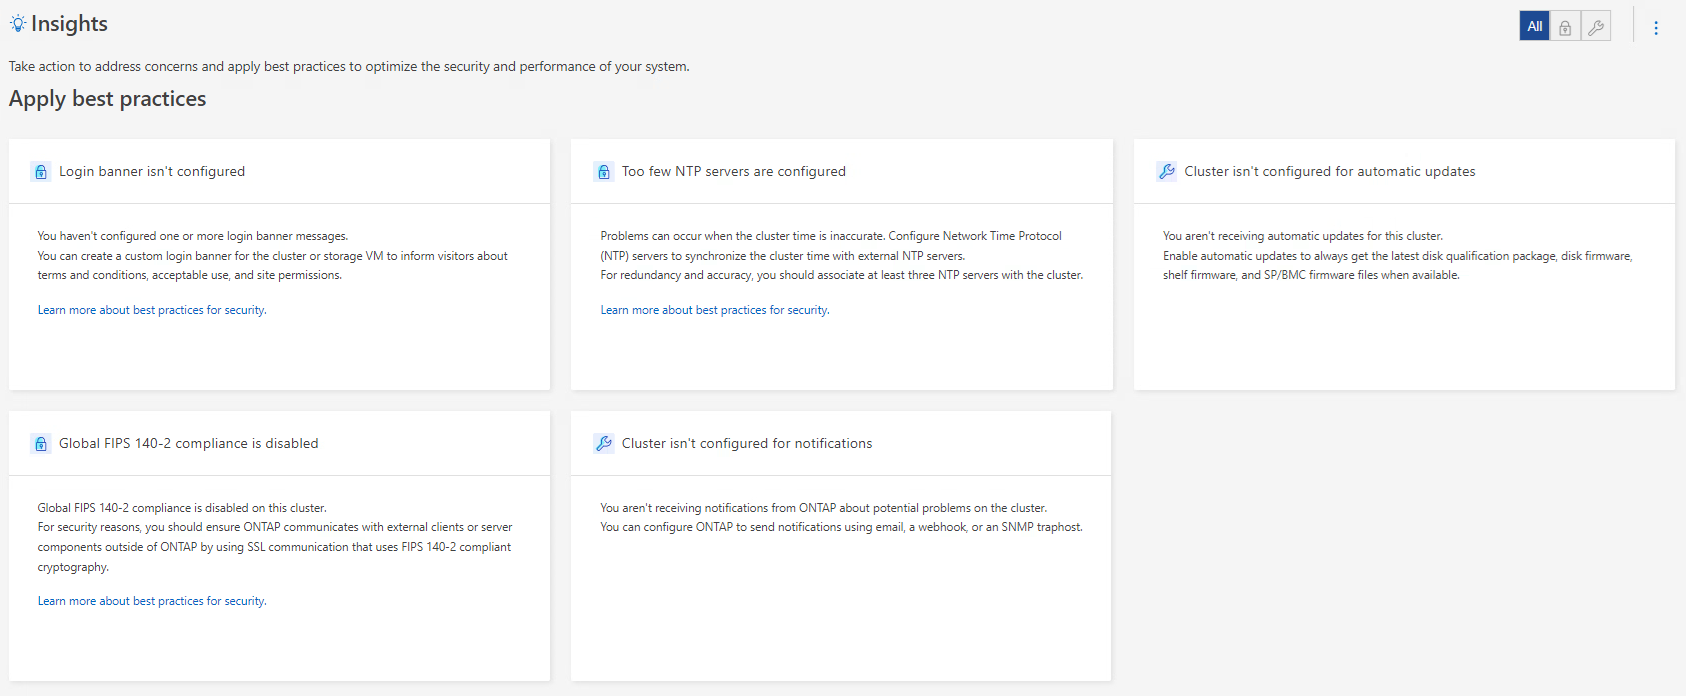 Insights
All
Take action to address concerns and apply best practices to optimize the security and performance of your system.
Apply best practices
Login banner isn't configured
You haven't configured one or more login banner messages.
You can create a custom login banner for the cluster or storage VM to inform visitors about
terms and conditions, acceptable use, and site permissions.
Learn more about best practices for security.
Too few NTP servers are configured
Problems can occur when the cluster time is inaccurate. Configure Network Time Protocol
(NTP) servers to synchronize the cluster time with external NTP servers.
For redundancy and accuracy, you should associate at least three NTP servers with the cluster.
Learn more about best practices for security.
Cluster isn't configured for automatic updates
You aren't receiving automatic updates for this cluster.
Enable automatic updates to always get the latest disk qualification package, disk firmware,
shelf firmware, and SP/BMC firmware files when available.
Global FIPS 140-2 compliance is disabled
Global FIPS 140-2 compliance is disabled on this cluster.
For security reasons, you should ensure ONTAP communicates with external clients or server
components outside of ONTAP by using SSL communication that uses FIPS 140-2 compliant
cryptography.
Learn more about best practices for security.
Cluster isn't configured for notifications
You aren't receiving notifications from ONTAP about potential problems on the cluster.
You can configure ONTAP to send notifications using email, a webhook, or an SNMP traphost.